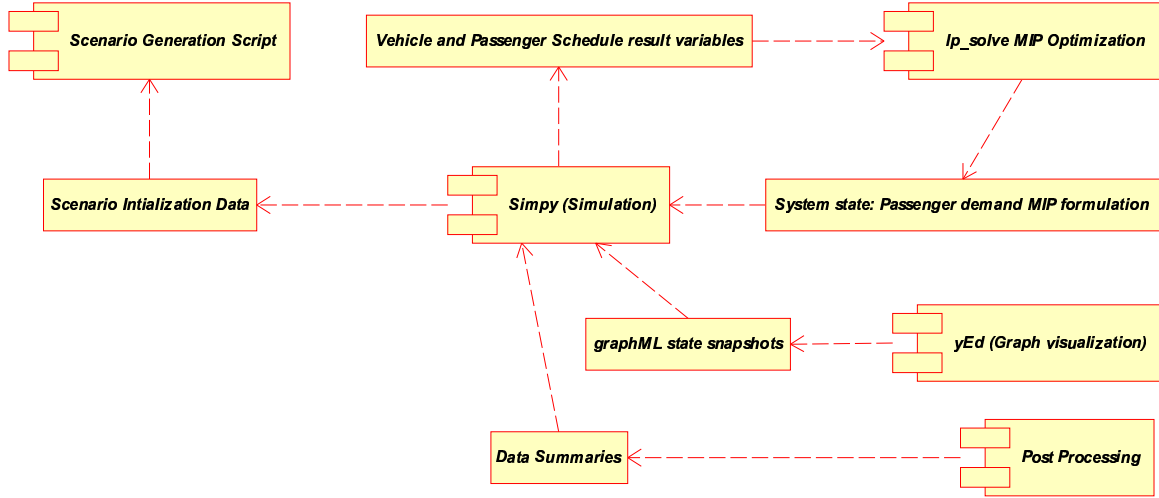 Scenario Generation Script
Vehicle and Passenger Schedule result variables
lp_solve MIP Optimization
Scenario Intialization Data
Simpy (Simulation)
System state: Passenger demand MIP formulation
graphML state snapshots
yEd (Graph visualization)
Data Summaries
Post Processing